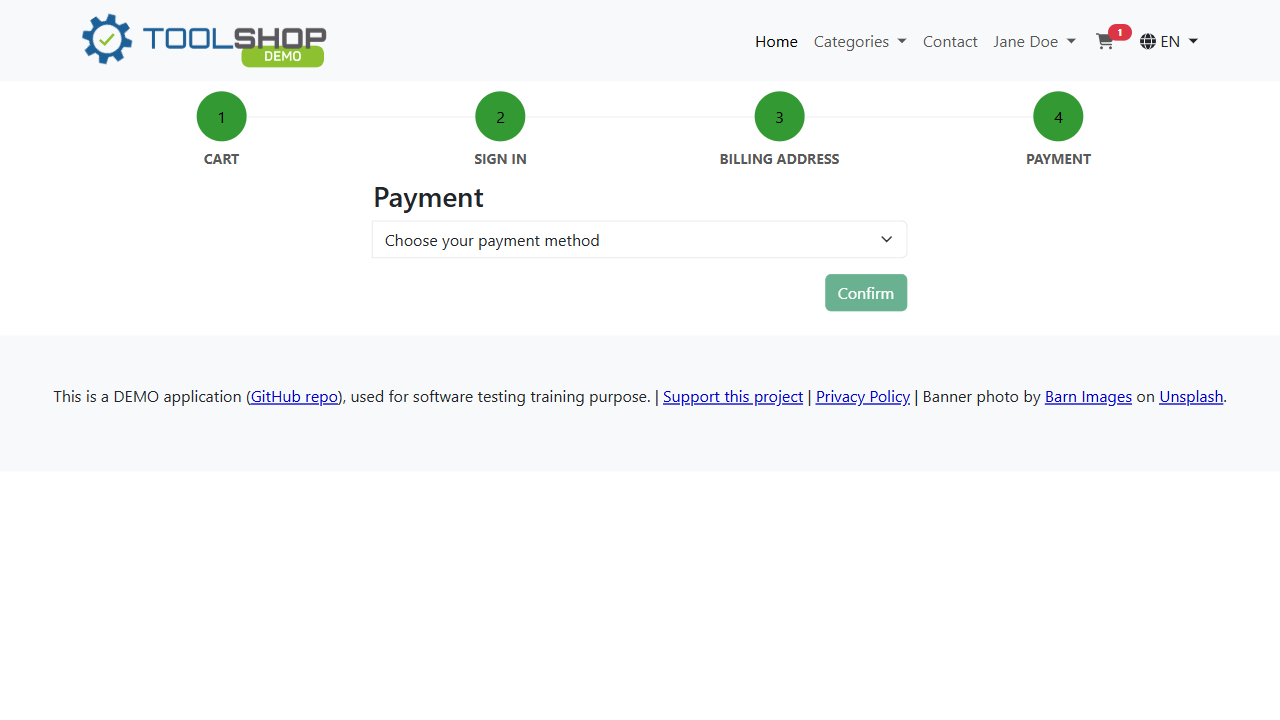 TOOLSHOP
DEMO
Home Categories Contact Jane Doe 1 EN
1 2 3 4
CART SIGN IN BILLING ADDRESS PAYMENT
Payment
Choose your payment method
Confirm
This is a DEMO application (GitHub repo), used for software testing training purpose. | Support this project | Privacy Policy | Banner photo by Barn Images on Unsplash.